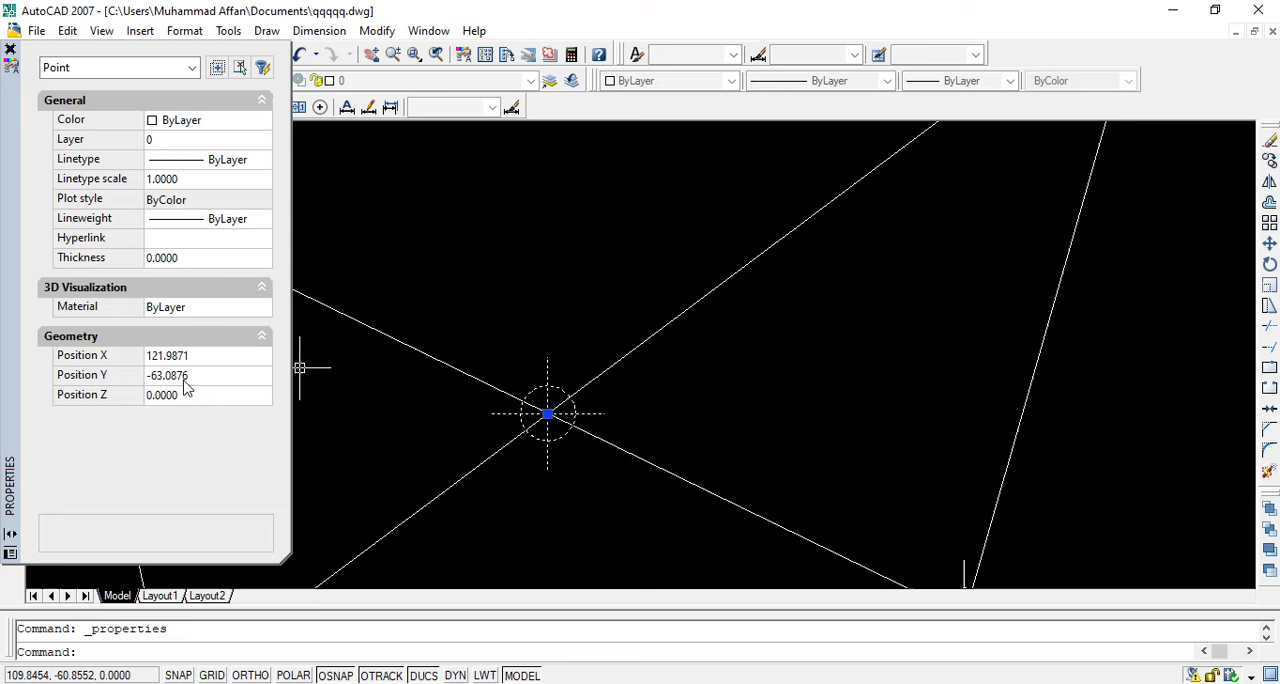 AutoCAD 2007 - [C:\Users\Muhammad Affan\Documents\qqqqq.dwg]
File Edit View Insert Format Tools Draw Dimension Modify Window Help
Point
0 ByLayer ByLayer ByLayer ByColor
General
Color ByLayer
Layer 0
Linetype ByLayer
Linetype scale 1.0000
Plot style ByColor
Lineweight ByLayer
Hyperlink
Thickness 0.0000
3D Visualization
Material ByLayer
Geometry
Position X 121.9871
Position Y -63.0876
Position Z 0.0000
PROPERTIES
Model Layout1 Layout2
Command: _properties
Command:
109.8454, -60.8552, 0.0000 SNAP GRID ORTHO POLAR OSNAP OTRACK DUCS DYN LWT MODEL